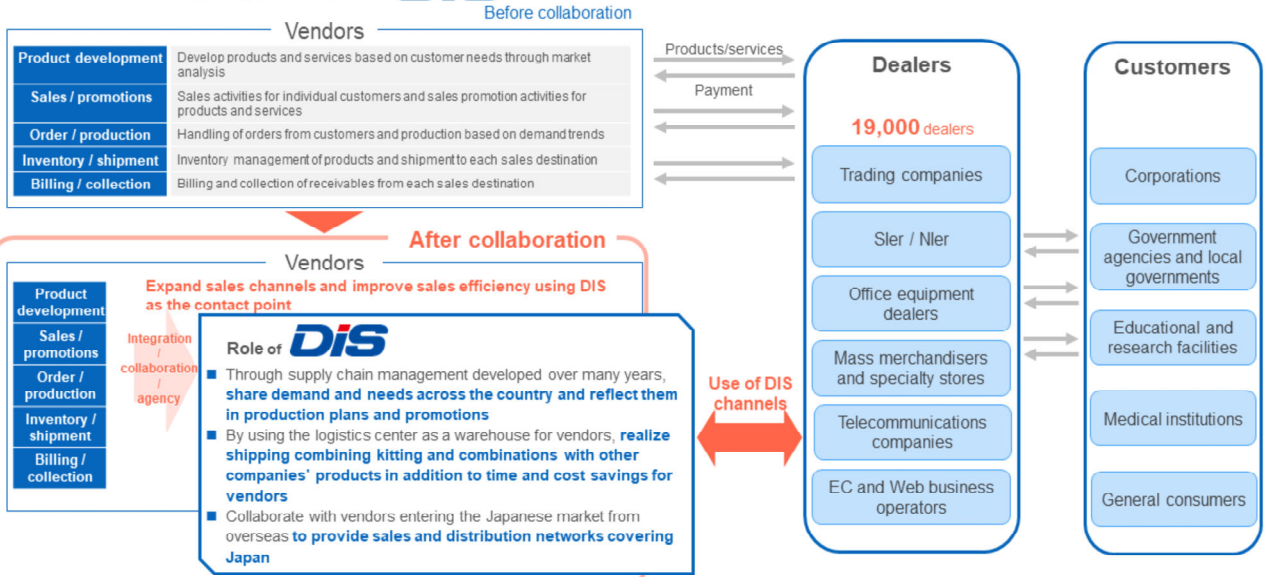 DIS
Before collaboration
Vendors
Product development
Develop products and services based on customer needs through market
analysis
Sales / promotions
Sales activities for individual customers and sales promotion activities for
products and services
Order / production
Handling of orders from customers and production based on demand trends
Inventory / shipment
Inventory management of products and shipment to each sales destination
Billing / collection
Billing and collection of receivables from each sales destination
Products/services
Payment
Dealers
19,000 dealers
Trading companies
SIer / NIer
Office equipment
dealers
Mass merchandisers
and specialty stores
Telecommunications
companies
EC and Web business
operators
Customers
Corporations
Government
agencies and local
governments
Educational and
research facilities
Medical institutions
General consumers
After collaboration
Vendors
Expand sales channels and improve sales efficiency using DIS
as the contact point
Product
development
Sales /
promotions
Order /
production
Inventory /
shipment
Billing /
collection
Integration
/
collaboration
/
agency
Role of DiS
■ Through supply chain management developed over many years,
share demand and needs across the country and reflect them
in production plans and promotions
■ By using the logistics center as a warehouse for vendors, realize
shipping combining kitting and combinations with other
companies' products in addition to time and cost savings for
vendors
■ Collaborate with vendors entering the Japanese market from
overseas to provide sales and distribution networks covering
Japan
Use of DIS
channels